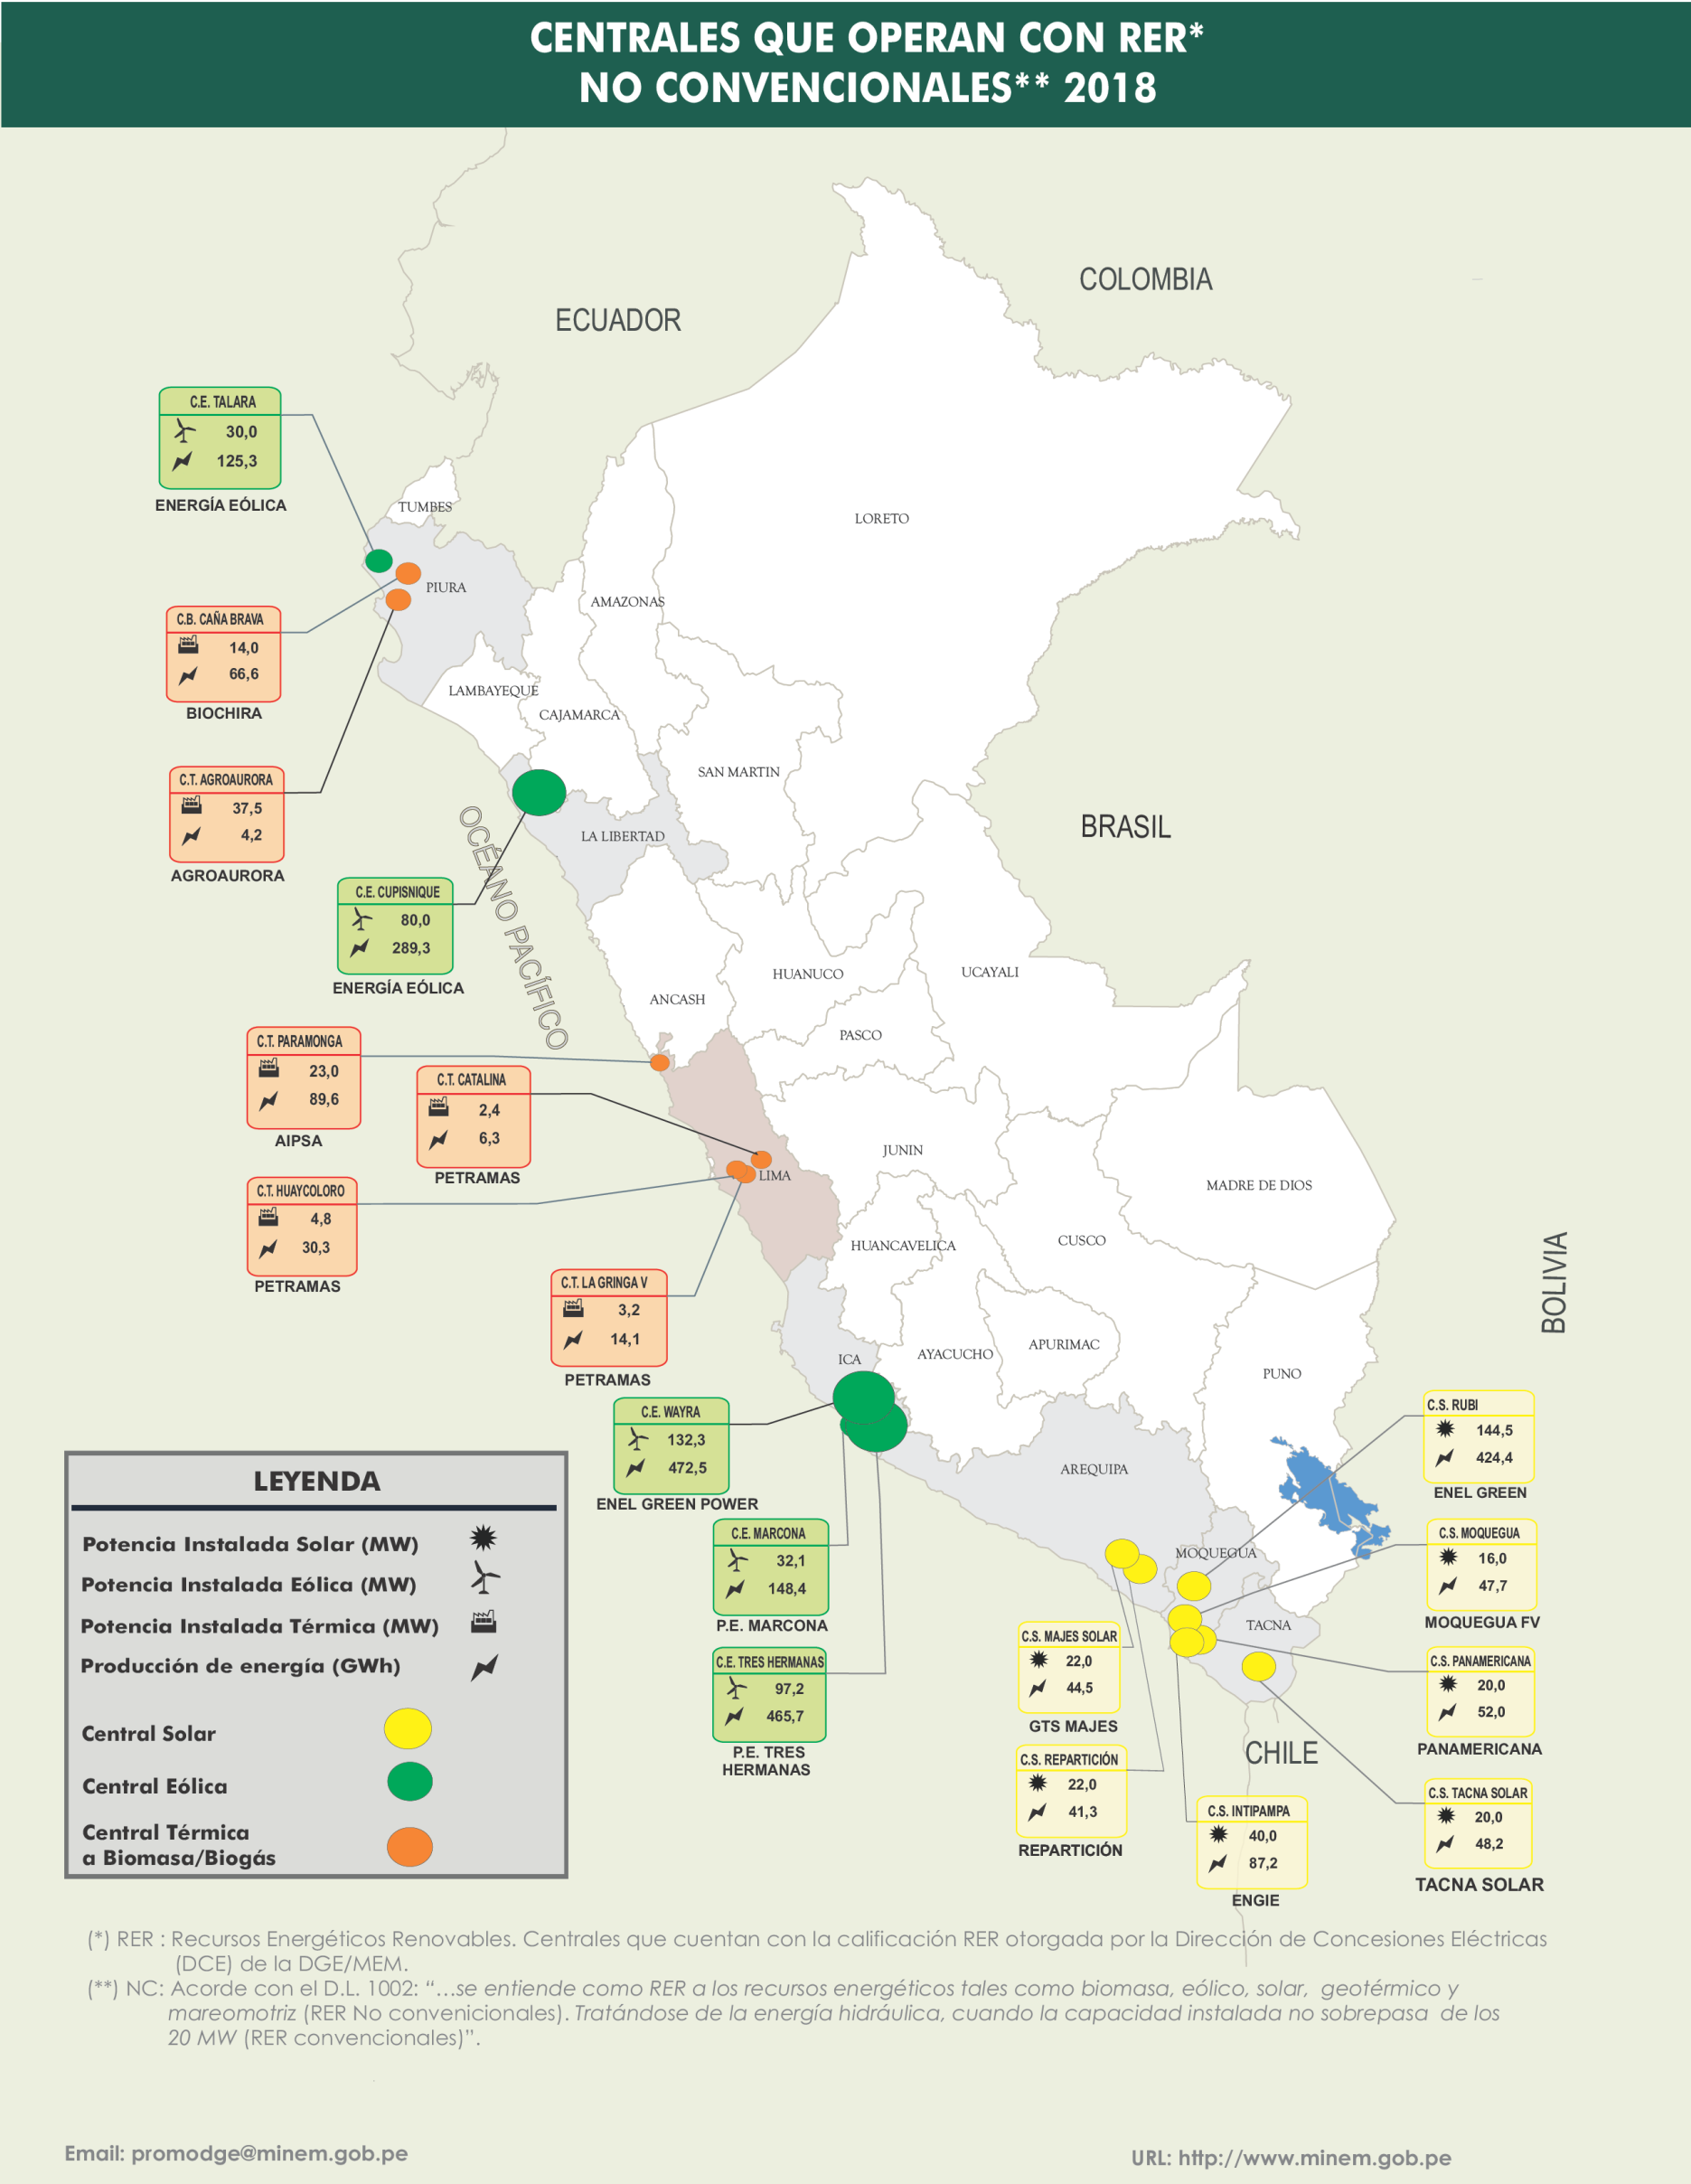 CENTRALES QUE OPERAN CON RER*
NO CONVENCIONALES** 2018
COLOMBIA
ECUADOR
C.E. TALARA
30,0
125,3
ENERGÍA EÓLICA
TUMBES
LORETO
PIURA
AMAZONAS
C.B. CAÑA BRAVA
14,0
66,6
BIOCHIRA
LAMBAYEQUE
CAJAMARCA
SAN MARTIN
C.T. AGROAURORA
37,5
4,2
AGROAURORA
LA LIBERTAD
BRASIL
OCÉANO PACÍFICO
C.E. CUPISNIQUE
80,0
289,3
ENERGÍA EÓLICA
HUANUCO
UCAYALI
ANCASH
PASCO
C.T. PARAMONGA
23,0
89,6
AIPSA
C.T. CATALINA
2,4
6,3
PETRAMAS
JUNIN
LIMA
MADRE DE DIOS
C.T. HUAYCOLORO
4,8
30,3
PETRAMAS
HUANCAVELICA
CUSCO
BOLIVIA
C.T. LA GRINGA V
3,2
14,1
PETRAMAS
ICA
AYACUCHO
APURIMAC
PUNO
C.E. WAYRA
132,3
472,5
ENEL GREEN POWER
C.S. RUBI
144,5
424,4
ENEL GREEN
AREQUIPA
C.E. MARCONA
32,1
148,4
P.E. MARCONA
MOQUEGUA
C.S. MOQUEGUA
16,0
47,7
MOQUEGUA FV
TACNA
C.E. TRES HERMANAS
97,2
465,7
P.E. TRES
HERMANAS
C.S. MAJES SOLAR
22,0
44,5
GTS MAJES
C.S. PANAMERICANA
20,0
52,0
PANAMERICANA
CHILE
C.S. REPARTICIÓN
22,0
41,3
REPARTICIÓN
C.S. INTIPAMPA
40,0
87,2
ENGIE
C.S. TACNA SOLAR
20,0
48,2
TACNA SOLAR
LEYENDA
Potencia Instalada Solar (MW)
Potencia Instalada Eólica (MW)
Potencia Instalada Térmica (MW)
Producción de energía (GWh)
Central Solar
Central Eólica
Central Térmica
a Biomasa/Biogás
(*) RER : Recursos Energéticos Renovables. Centrales que cuentan con la calificación RER otorgada por la Dirección de Concesiones Eléctricas
(DCE) de la DGE/MEM.
(**) NC: Acorde con el D.L. 1002: “...se entiende como RER a los recursos energéticos tales como biomasa, eólico, solar, geotérmico y
mareomotriz (RER No convenicionales). Tratándose de la energía hidráulica, cuando la capacidad instalada no sobrepasa de los
20 MW (RER convencionales)”.
Email: promodge@minem.gob.pe
URL: http://www.minem.gob.pe